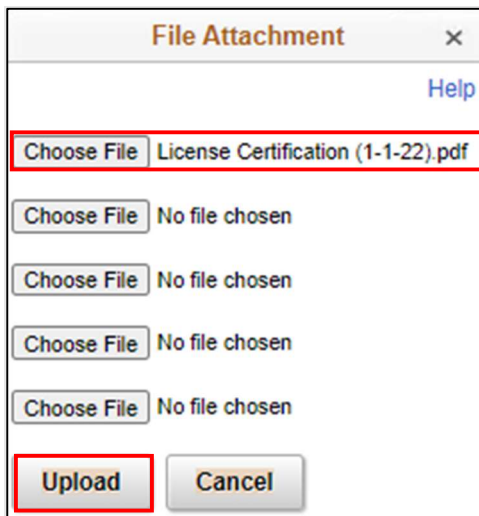 File Attachment ×
Help
Choose File License Certification (1-1-22).pdf
Choose File No file chosen
Choose File No file chosen
Choose File No file chosen
Choose File No file chosen
Upload Cancel